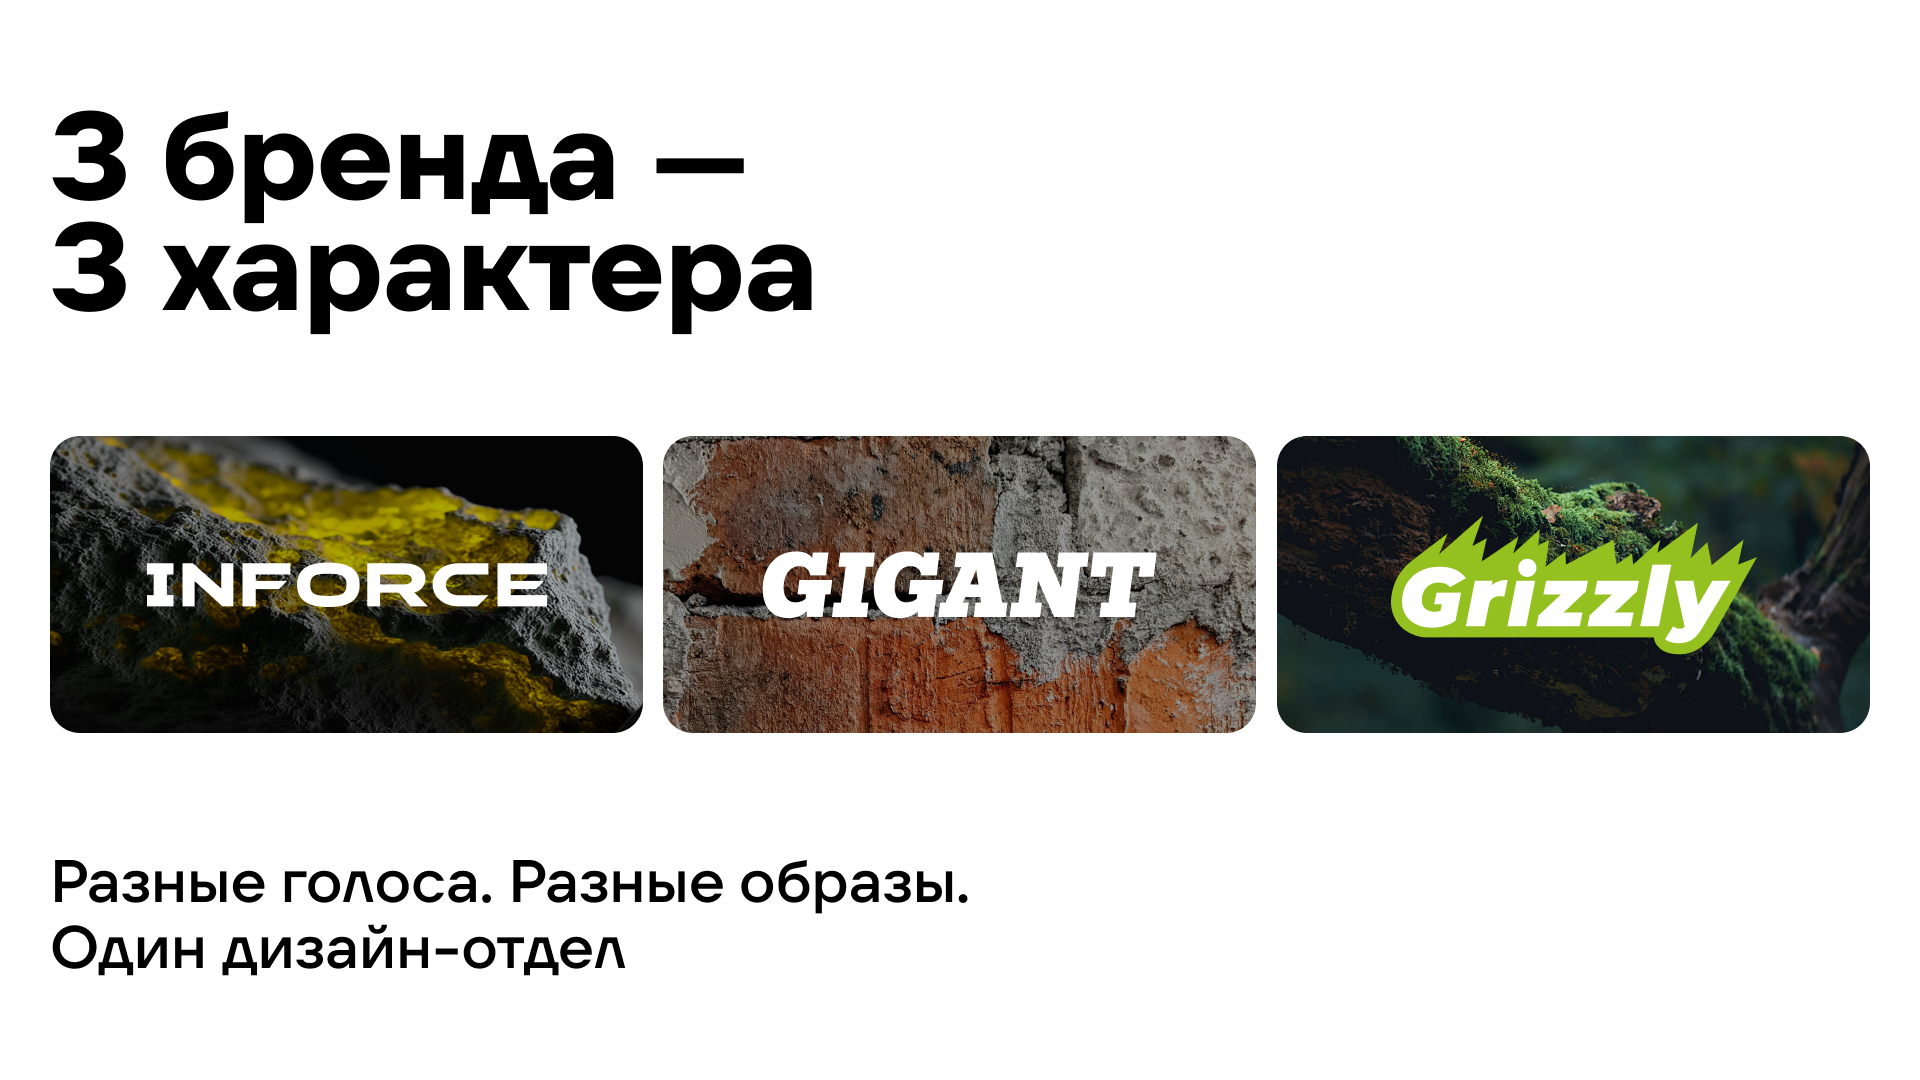 3 бренда —
3 характера
INFORCE
GIGANT
Grizzly
Разные голоса. Разные образы.
Один дизайн-отдел